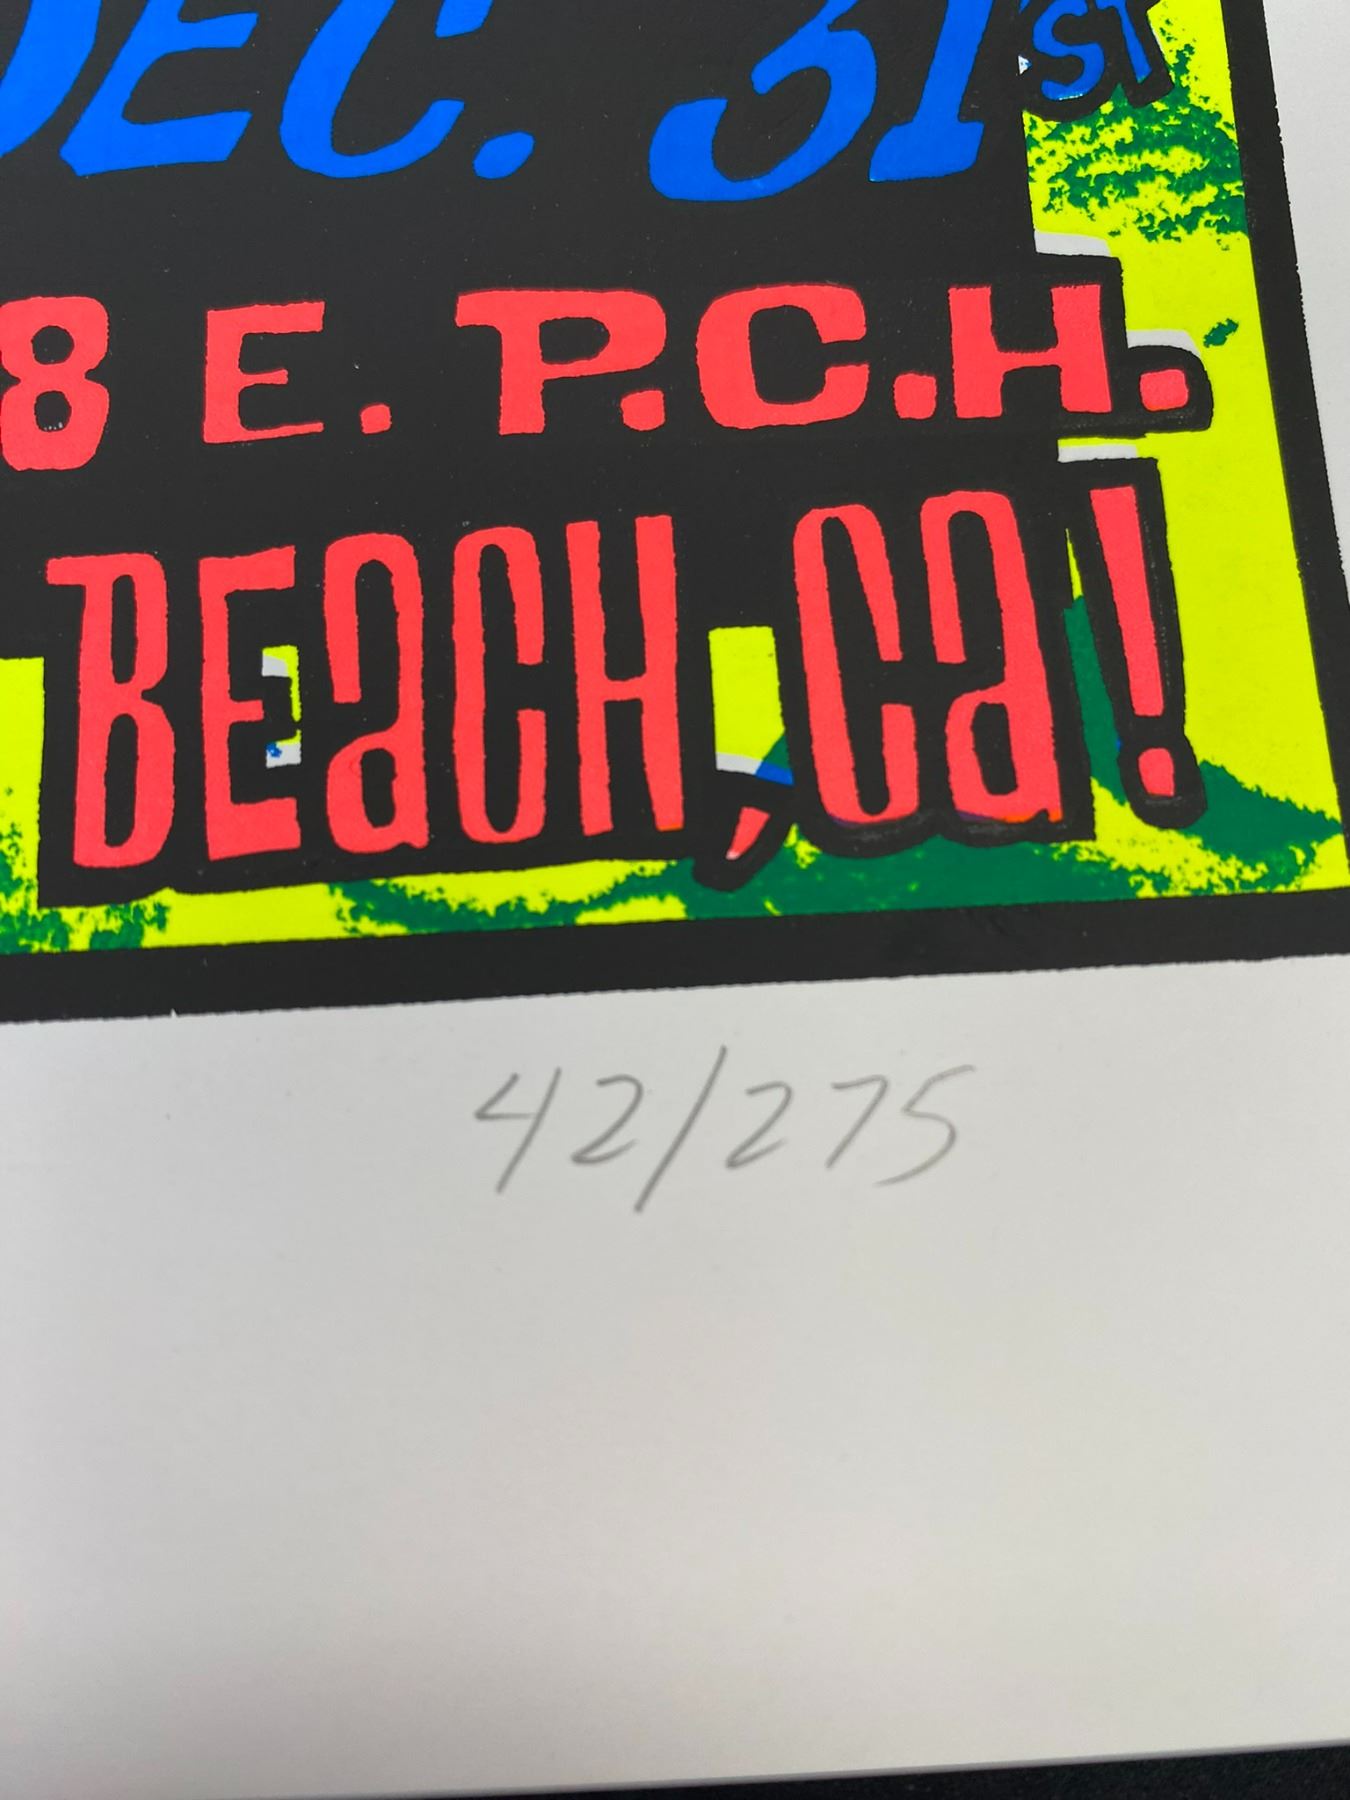 DEC. 31ST
8 E. P.C.H.
BEaCH, Ca!
42/275